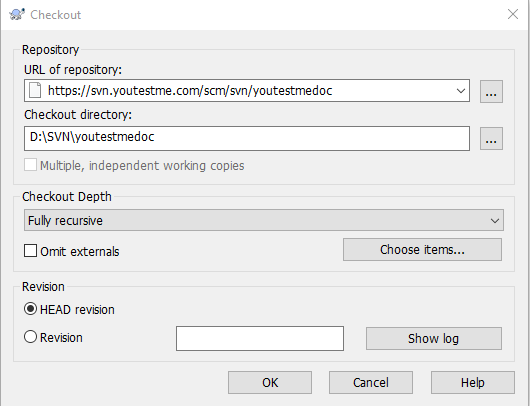 Checkout
Repository
URL of repository:
https://svn.youtestme.com/scm/svn/youtestmedoc
...
Checkout directory:
D:\SVN\youtestmedoc
...
Multiple, independent working copies
Checkout Depth
Fully recursive
Omit externals
Choose items...
Revision
HEAD revision
Revision
Show log
OK
Cancel
Help